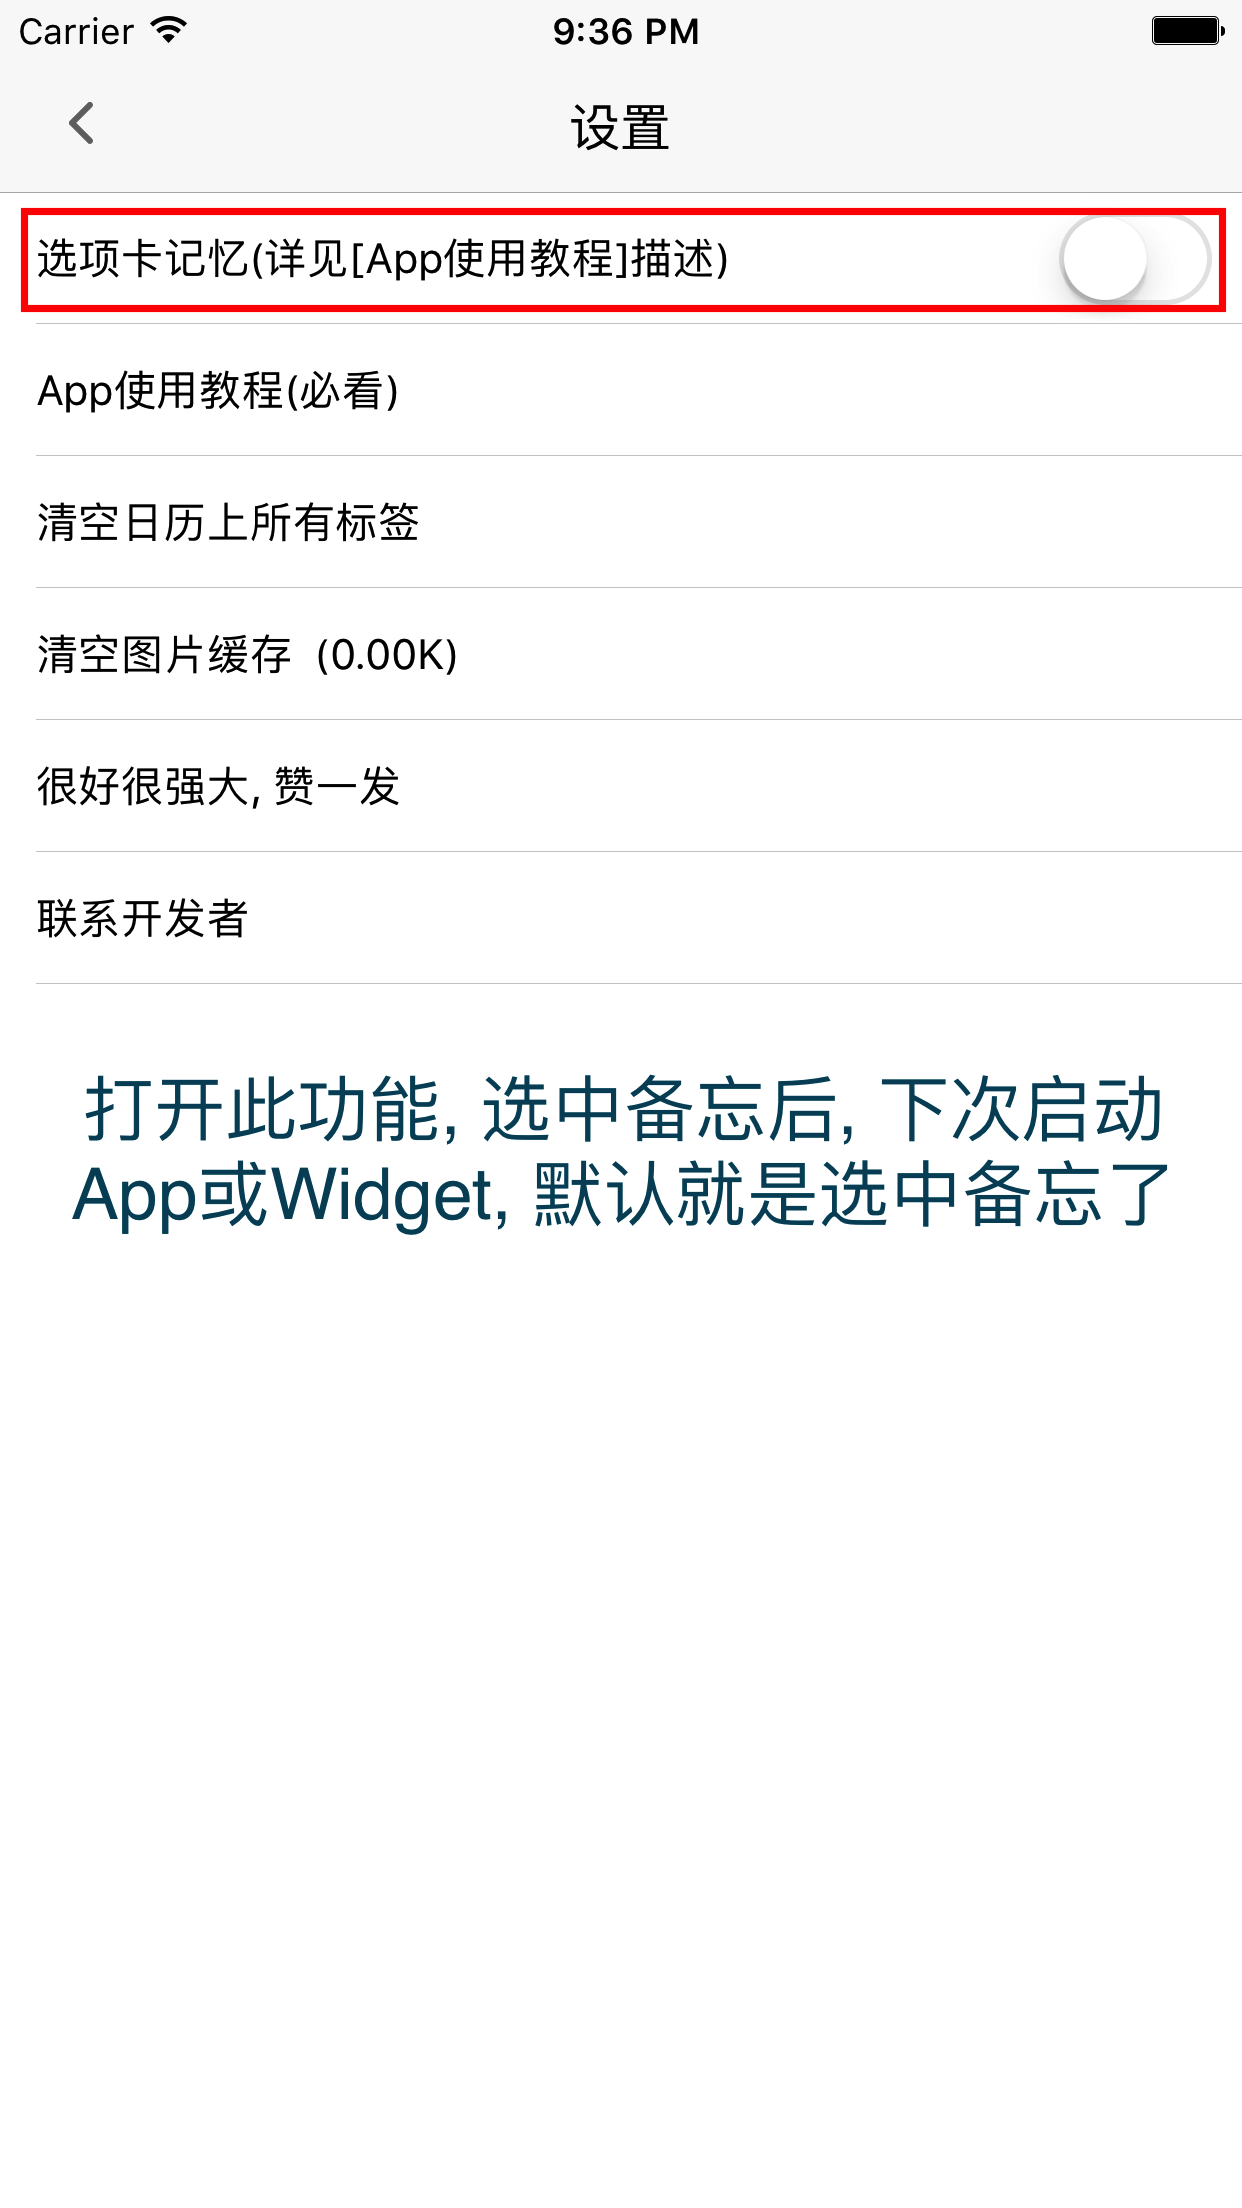 Carrier 9:36 PM
设置
选项卡记忆(详见[App使用教程]描述)
App使用教程(必看)
清空日历上所有标签
清空图片缓存 (0.00K)
很好很强大, 赞一发
联系开发者
打开此功能, 选中备忘后, 下次启动
App或Widget, 默认就是选中备忘了